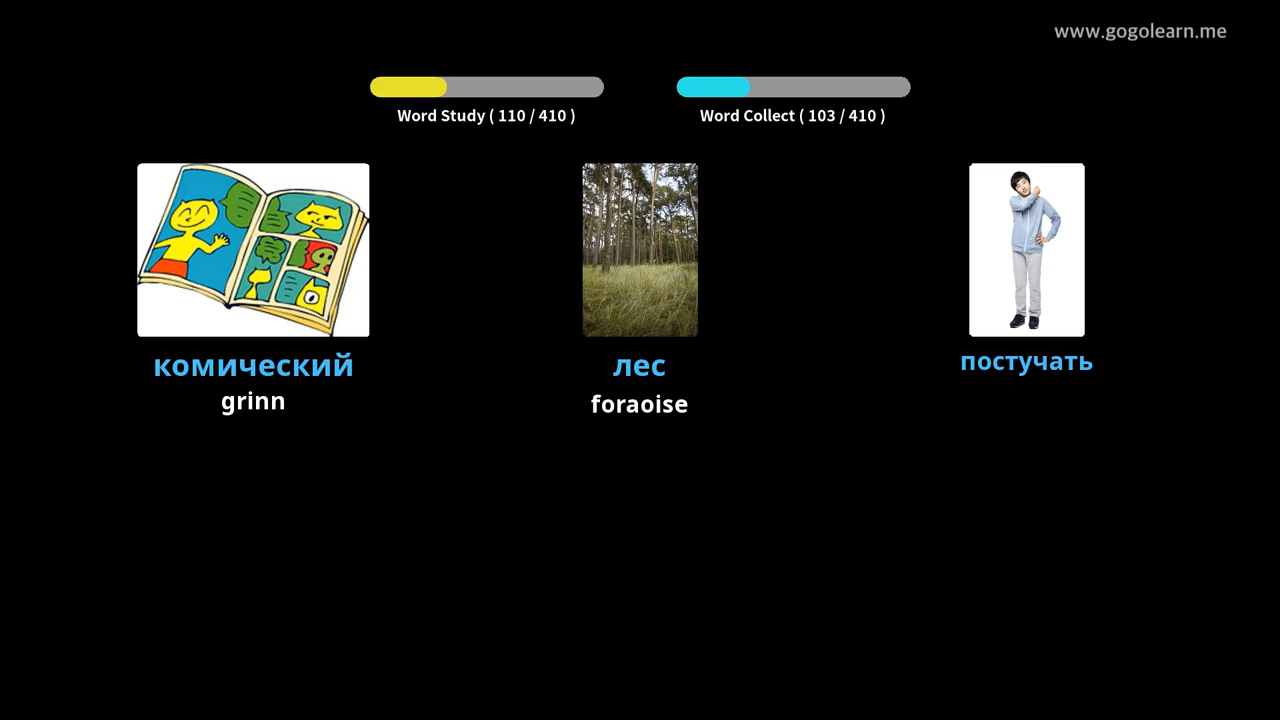 www.gogolearn.me
Word Study ( 110 / 410 )
Word Collect ( 103 / 410 )
комический
grinn
лес
foraoise
постучать